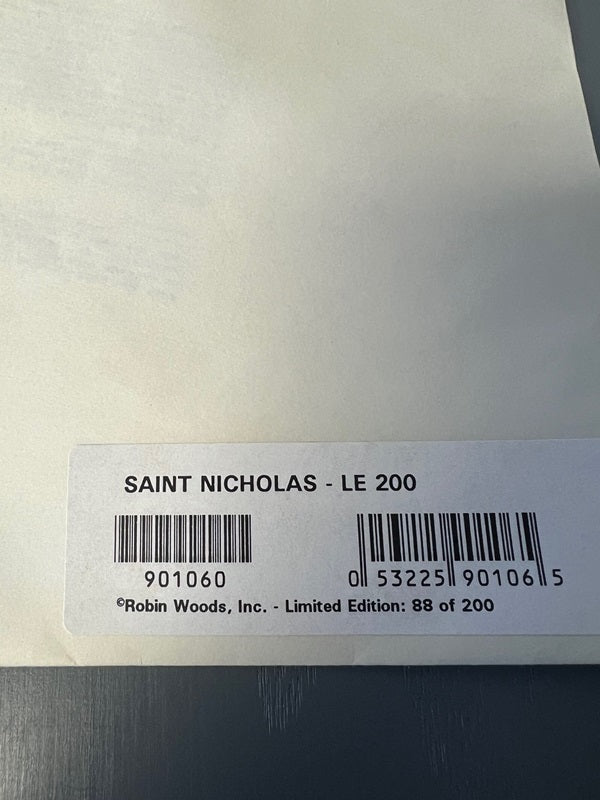 SAINT NICHOLAS - LE 200
901060
0 53225 90106 5
©Robin Woods, Inc. - Limited Edition: 88 of 200